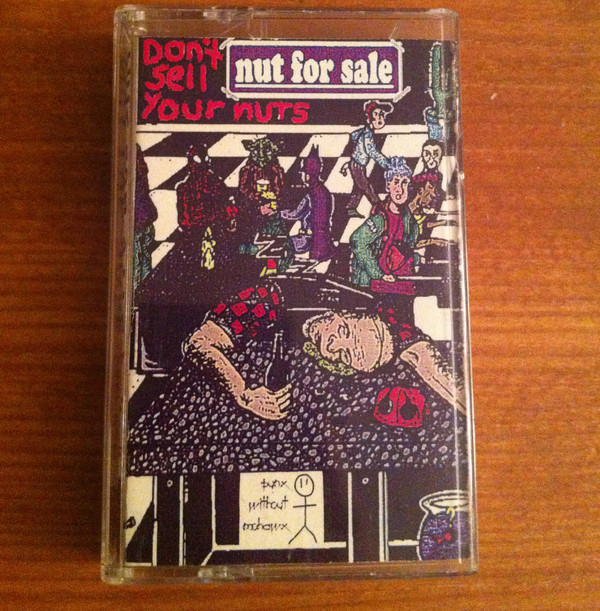 Don't
Sell
Your nuts
nut for sale
punx
without
mohawx